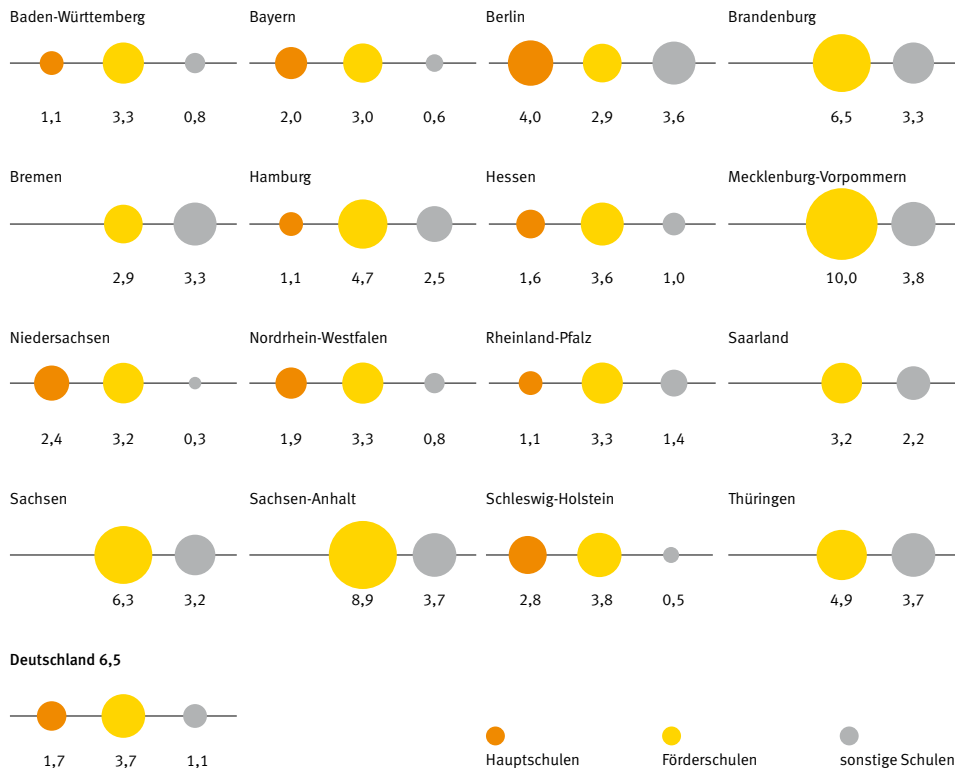 Baden-Württemberg Bayern Berlin Brandenburg
1,1 3,3 0,8 2,0 3,0 0,6 4,0 2,9 3,6 6,5 3,3
Bremen Hamburg Hessen Mecklenburg-Vorpommern
2,9 3,3 1,1 4,7 2,5 1,6 3,6 1,0 10,0 3,8
Niedersachsen Nordrhein-Westfalen Rheinland-Pfalz Saarland
2,4 3,2 0,3 1,9 3,3 0,8 1,1 3,3 1,4 3,2 2,2
Sachsen Sachsen-Anhalt Schleswig-Holstein Thüringen
6,3 3,2 8,9 3,7 2,8 3,8 0,5 4,9 3,7
Deutschland 6,5
1,7 3,7 1,1
Hauptschulen Förderschulen sonstige Schulen